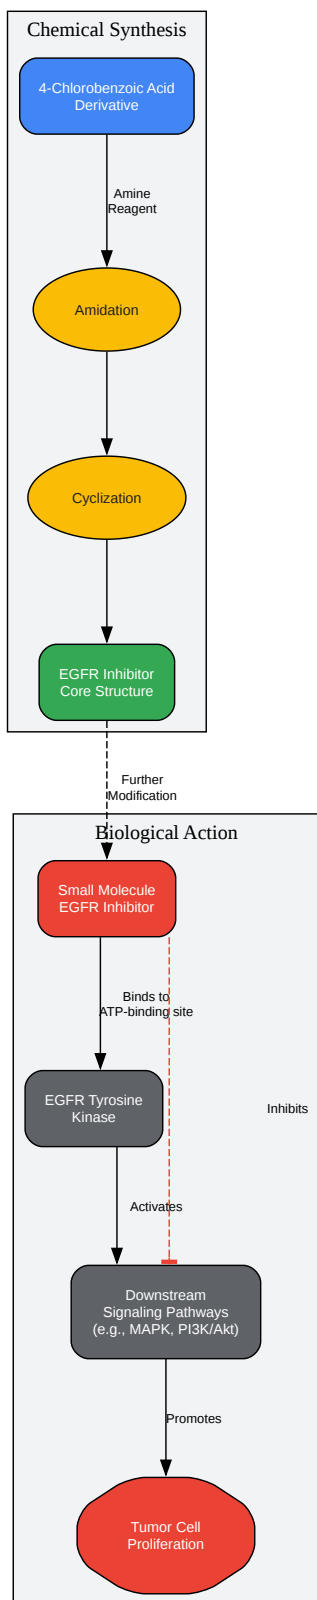 Chemical Synthesis
4-Chlorobenzoic Acid
Derivative
Amine
Reagent
Amidation
Cyclization
EGFR Inhibitor
Core Structure
Further
Modification
Biological Action
Small Molecule
EGFR Inhibitor
Binds to
ATP-binding site
EGFR Tyrosine
Kinase
Inhibits
Activates
Downstream
Signaling Pathways
(e.g., MAPK, PI3K/Akt)
Promotes
Tumor Cell
Proliferation